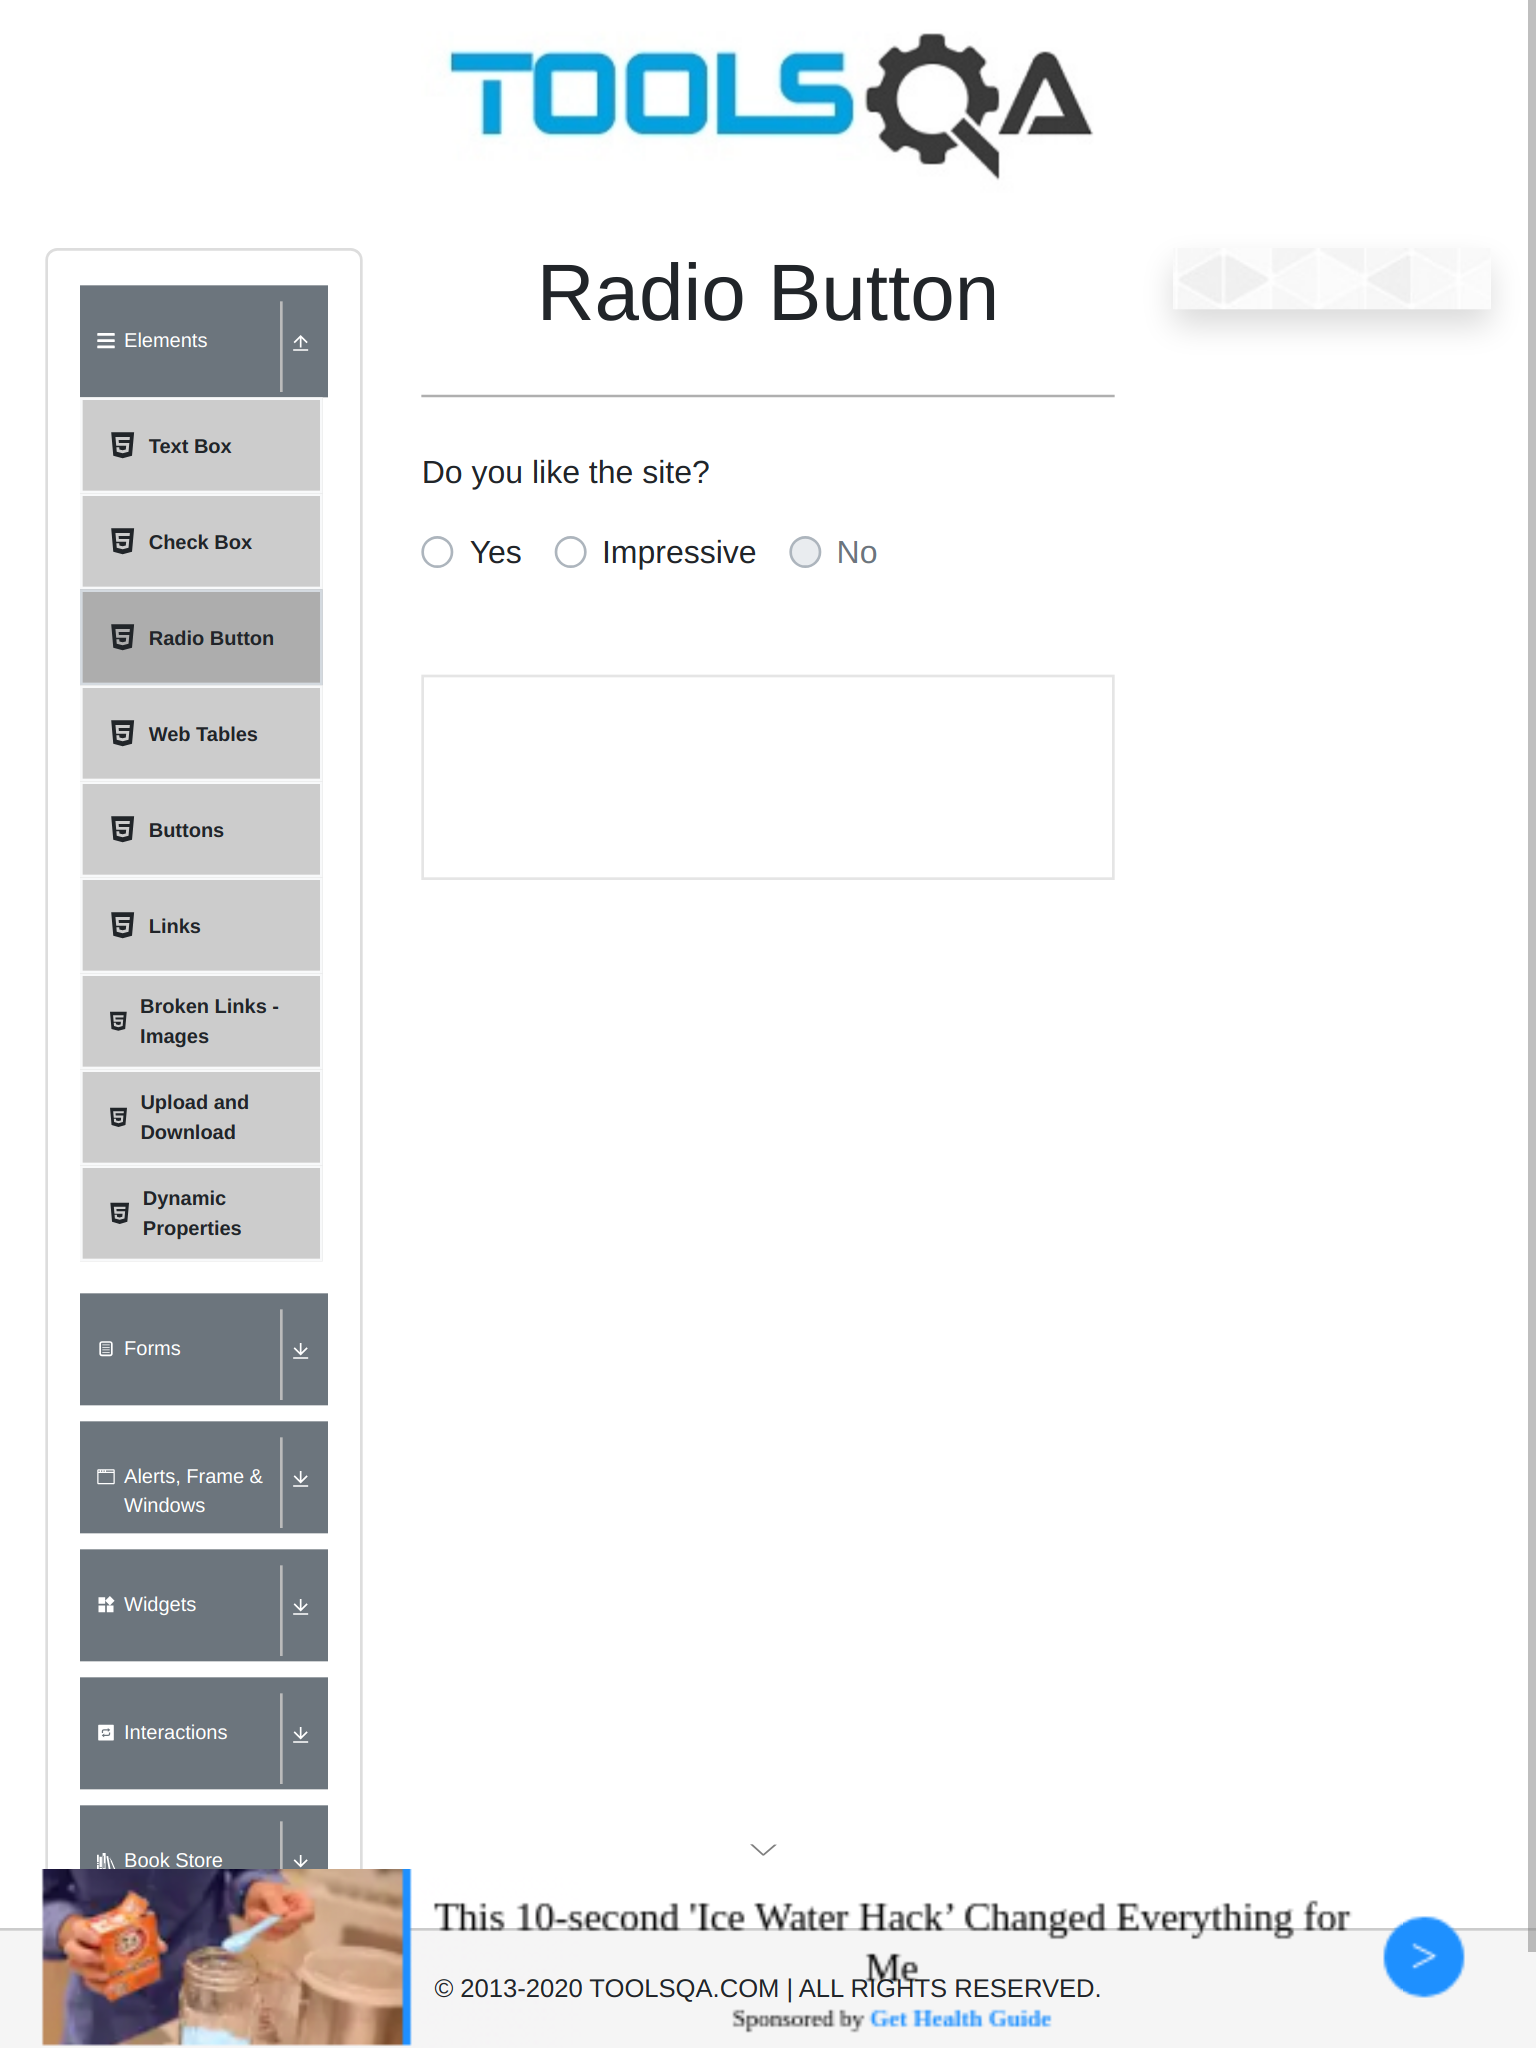 TOOLSQA
Radio Button
Elements
Text Box
Check Box
Radio Button
Web Tables
Buttons
Links
Broken Links -
Images
Upload and
Download
Dynamic
Properties
Forms
Alerts, Frame &
Windows
Widgets
Interactions
Book Store
Do you like the site?
Yes
Impressive
No
This 10-second 'Ice Water Hack’ Changed Everything for
Me
© 2013-2020 TOOLSQA.COM | ALL RIGHTS RESERVED.
Sponsored by Get Health Guide
>